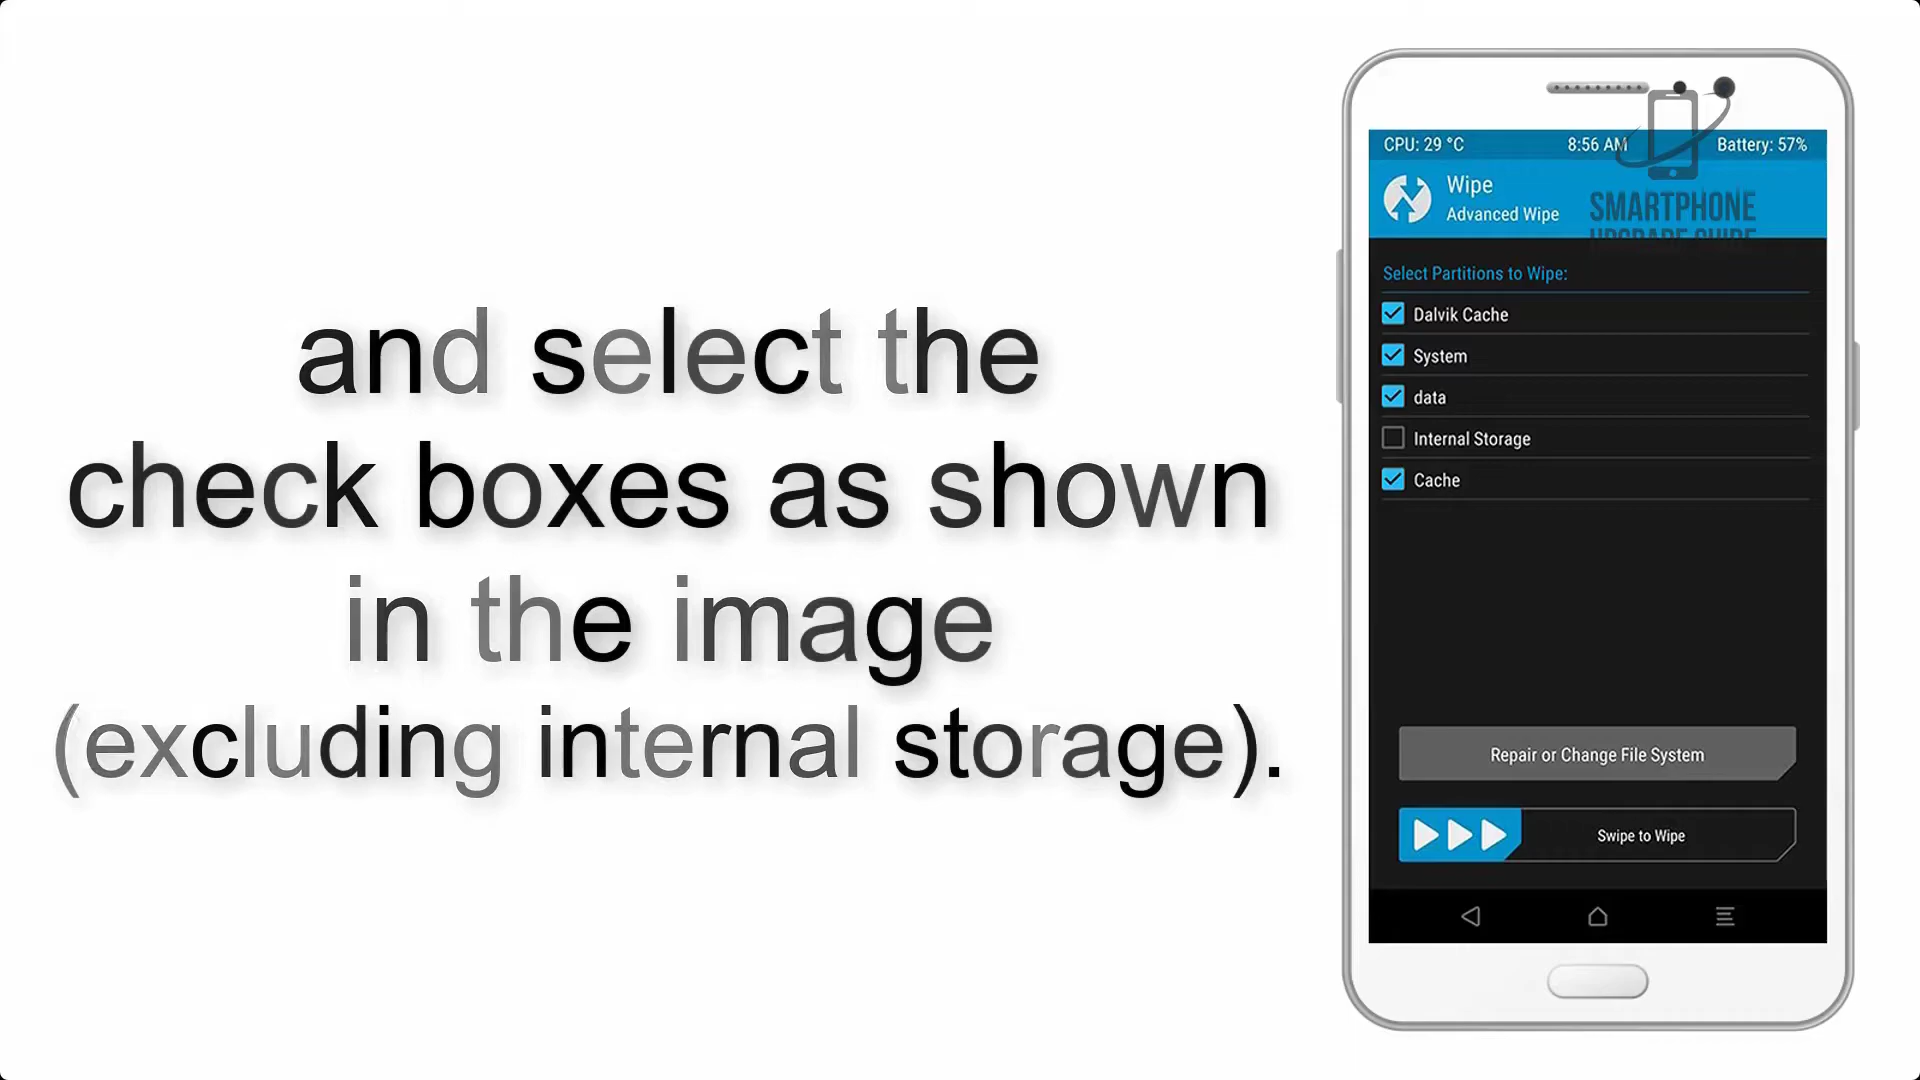 and select the
check boxes as shown
in the image
(excluding internal storage).
CPU: 29 °C 8:56 AM Battery: 57%
Wipe
Advanced Wipe
SMARTPHONE
UPGRADE GUIDE
Select Partitions to Wipe:
Dalvik Cache
System
data
Internal Storage
Cache
Repair or Change File System
Swipe to Wipe